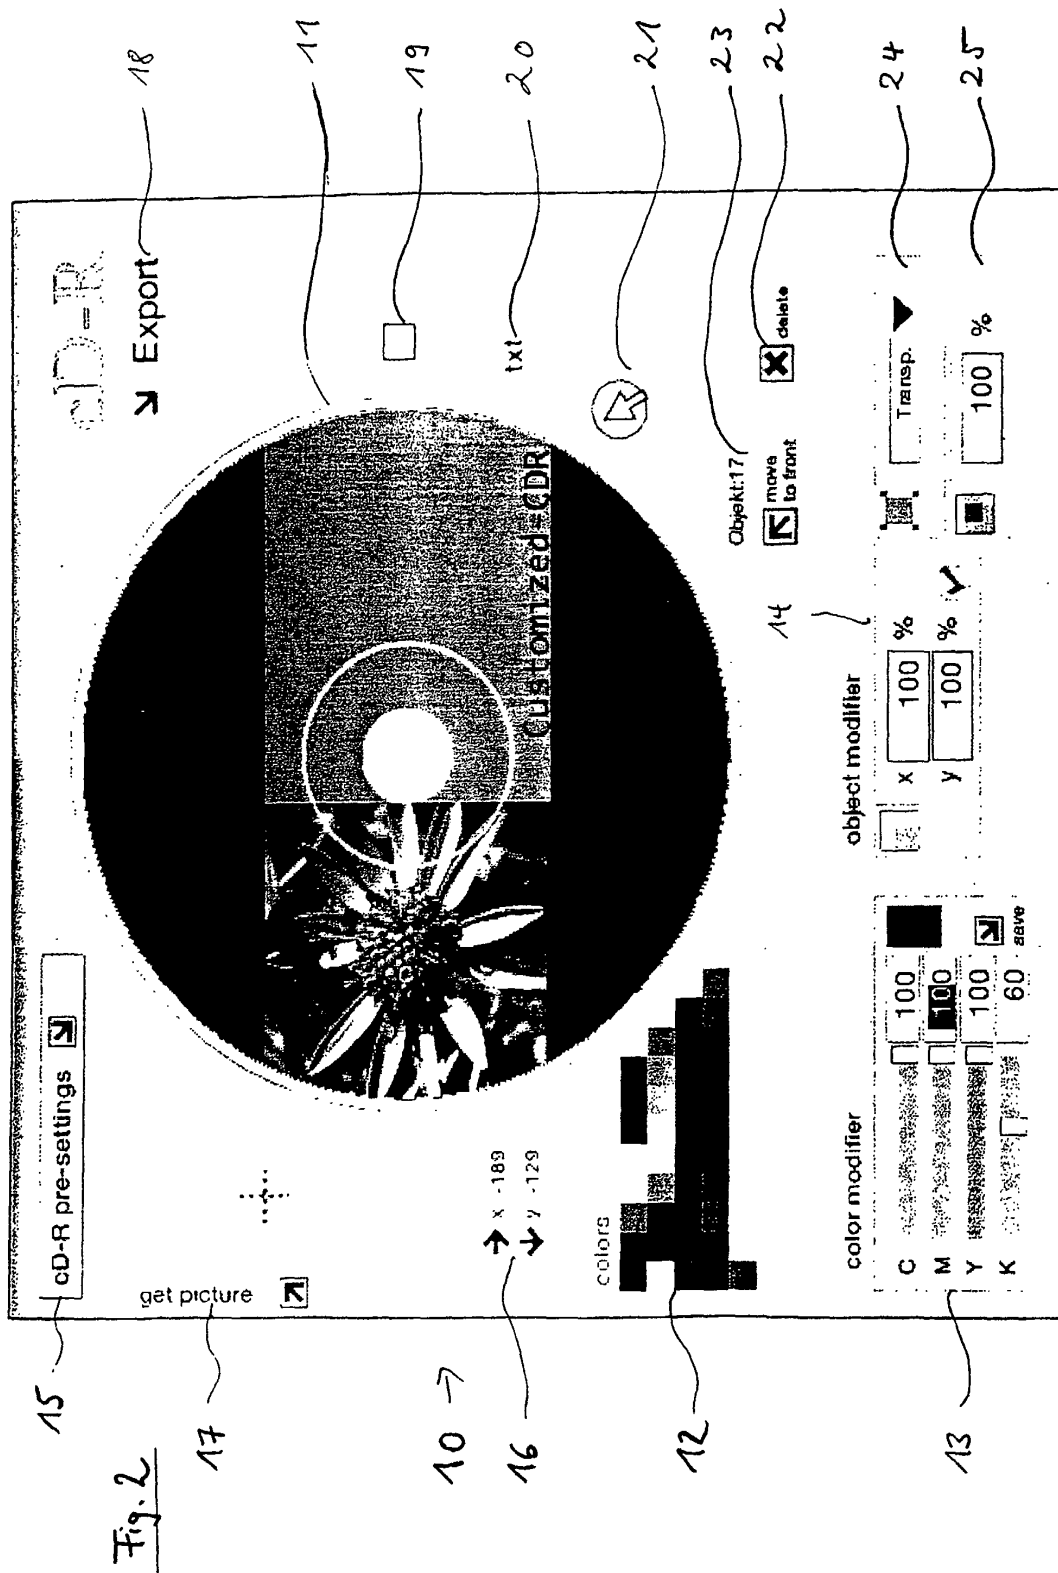 Fig. 2
15
17
10
16
12
13
cD-R pre-settings
get picture
x -189
y -129
colors
color modifier
C 100
M 100
Y 100
K 60
save
cD-R
Export
18
11
19
txt
20
21
Customized-CDR
Objekt:17
23
move
to front
delete
22
14
object modifier
x 100 %
y 100 %
Transp.
24
100 %
25